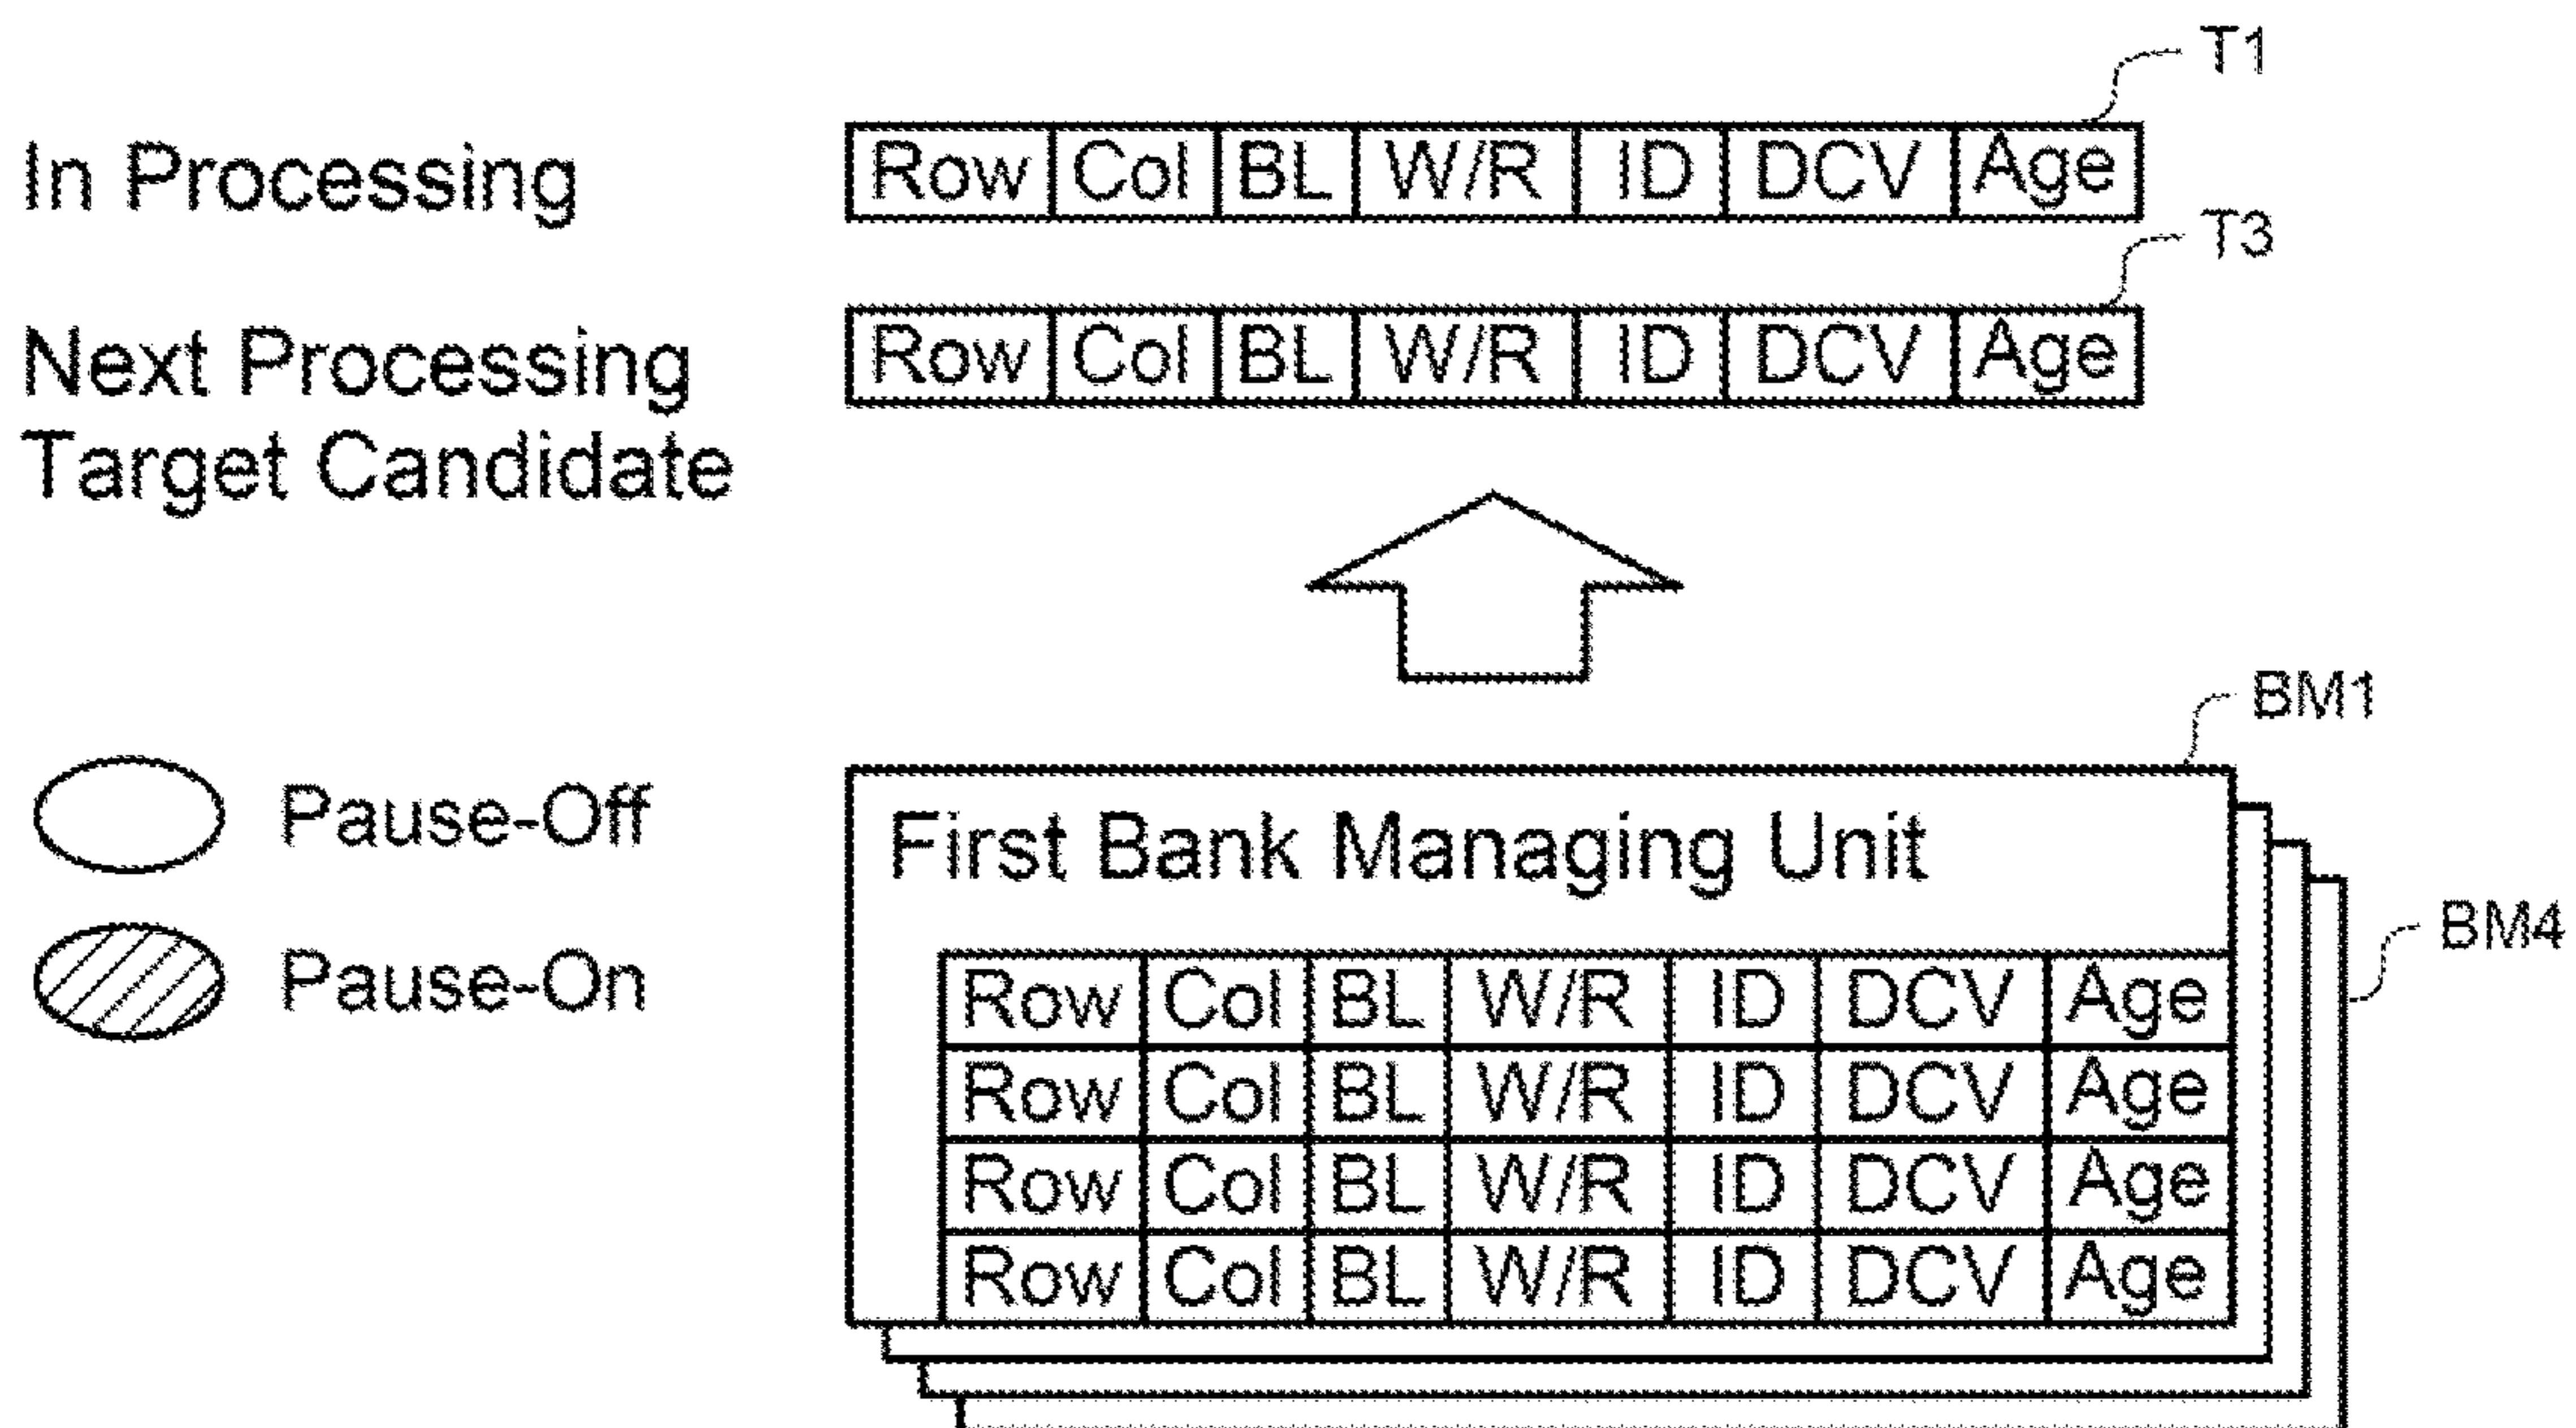 T1
In Processing
Row Col BL W/R ID DCV Age
T3
Next Processing
Target Candidate
Row Col BL W/R ID DCV Age
BM1
Pause-Off
Pause-On
First Bank Managing Unit
BM4
Row Col BL W/R ID DCV Age
Row Col BL W/R ID DCV Age
Row Col BL W/R ID DCV Age
Row Col BL W/R ID DCV Age